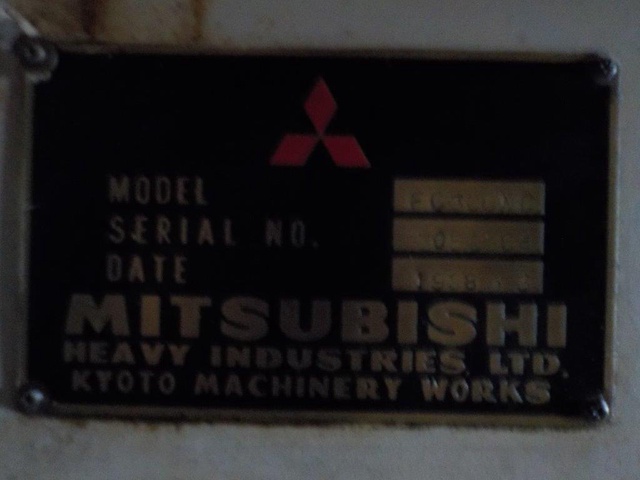 MODEL
SERIAL NO.
DATE
MITSUBISHI
HEAVY INDUSTRIES, LTD.
KYOTO MACHINERY WORKS